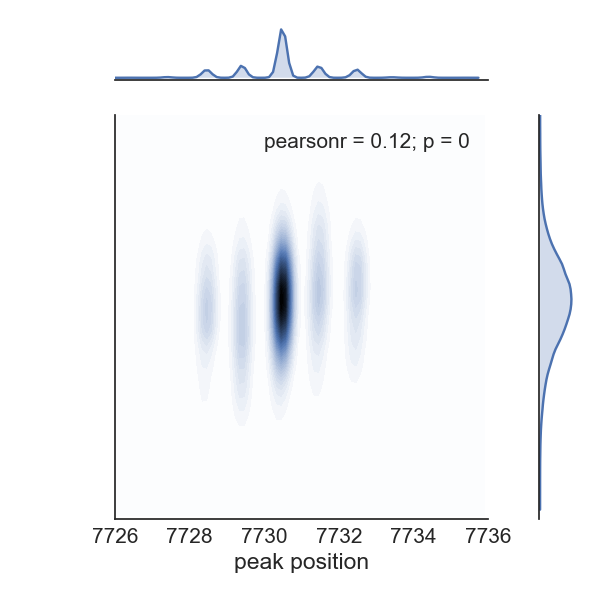 pearsonr = 0.12; p = 0
7726 7728 7730 7732 7734 7736
peak position